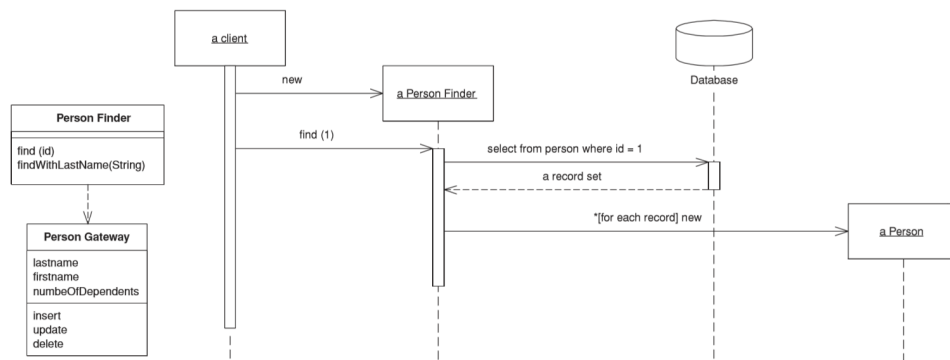 a client
Database
new
a Person Finder
Person Finder
find (id)
findWithLastName(String)
find (1)
select from person where id = 1
a record set
*[for each record] new
a Person
Person Gateway
lastname
firstname
numbeOfDependents
insert
update
delete